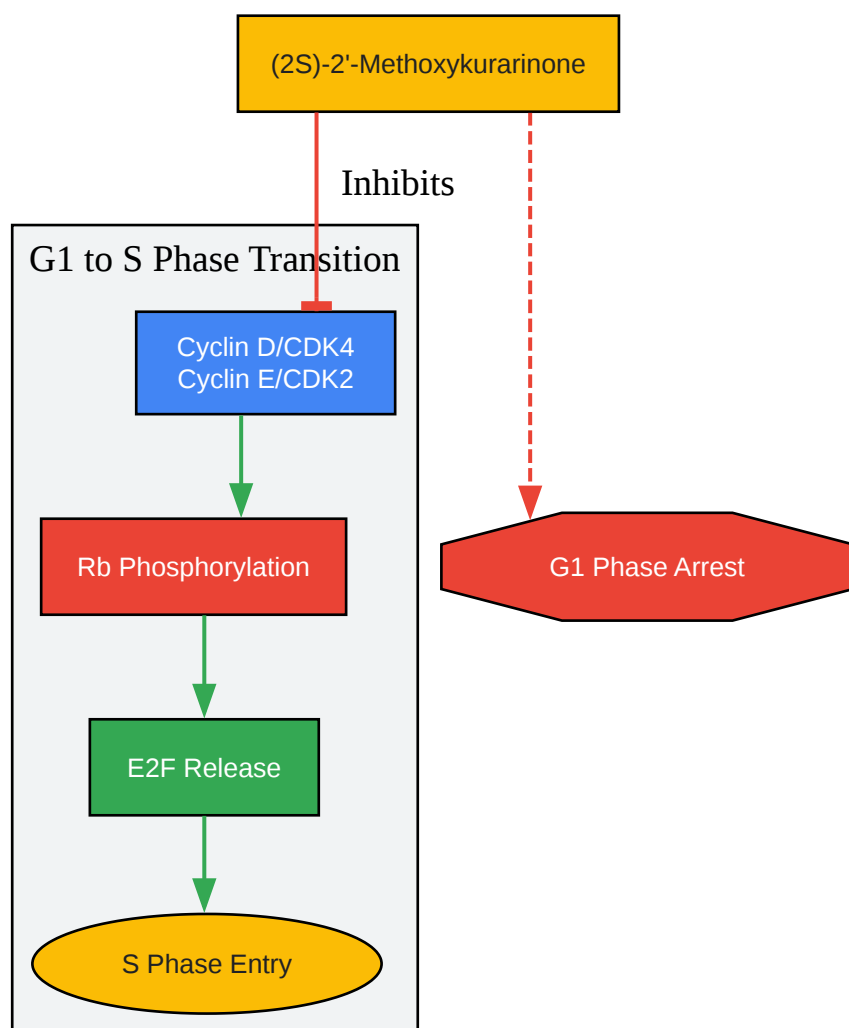 (2S)-2'-Methoxykurarinone
Inhibits
G1 to S Phase Transition
Cyclin D/CDK4
Cyclin E/CDK2
Rb Phosphorylation
G1 Phase Arrest
E2F Release
S Phase Entry